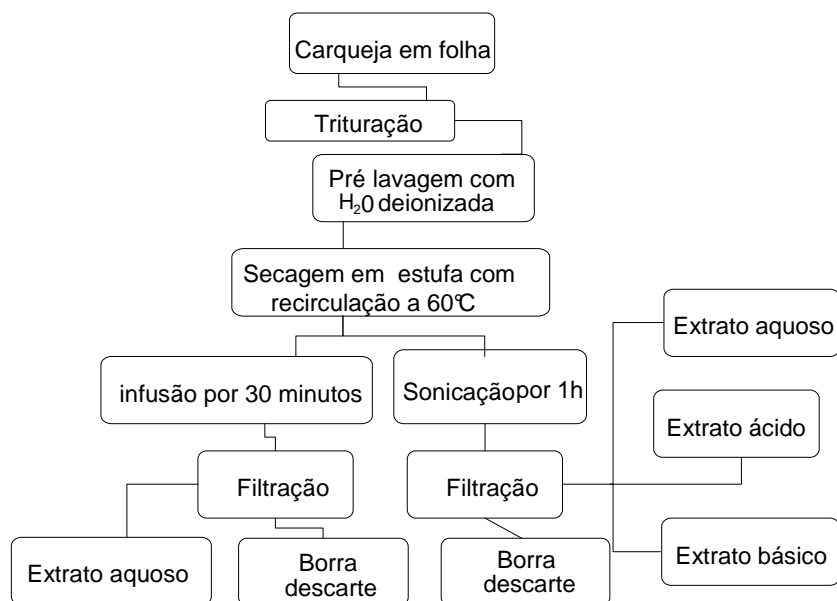 Carqueja em folha
Trituração
Pré lavagem com
H₂0 deionizada
Secagem em estufa com
recirculação a 60°C
infusão por 30 minutos
Sonicação por 1h
Extrato aquoso
Extrato ácido
Filtração
Filtração
Extrato aquoso
Borra
descarte
Borra
descarte
Extrato básico